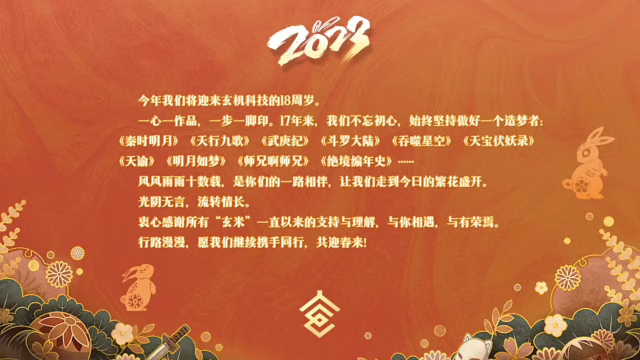 2023
今年我们将迎来玄机科技的18周岁。
一心一作品，一步一脚印。17年来，我们不忘初心，始终坚持做好一个造梦者：
《秦时明月》《天行九歌》《武庚纪》《斗罗大陆》《吞噬星空》《天宝伏妖录》
《天谕》《明月如梦》《师兄啊师兄》《绝境编年史》……
风风雨雨十数载，是你们的一路相伴，让我们走到今日的繁花盛开。
光阴无言，流转情长。
衷心感谢所有“玄米”一直以来的支持与理解，与你相遇，与有荣焉。
行路漫漫，愿我们继续携手同行，共迎春来！